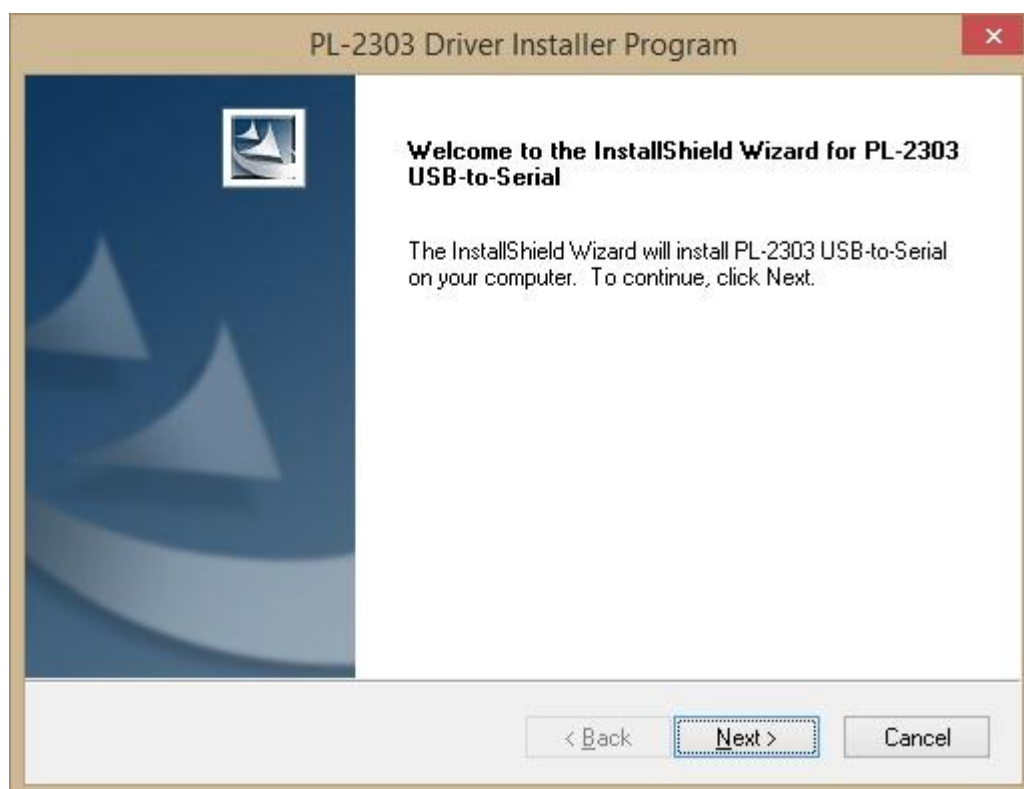 PL-2303 Driver Installer Program
Welcome to the InstallShield Wizard for PL-2303
USB-to-Serial
The InstallShield Wizard will install PL-2303 USB-to-Serial
on your computer.  To continue, click Next.
< Back
Next >
Cancel